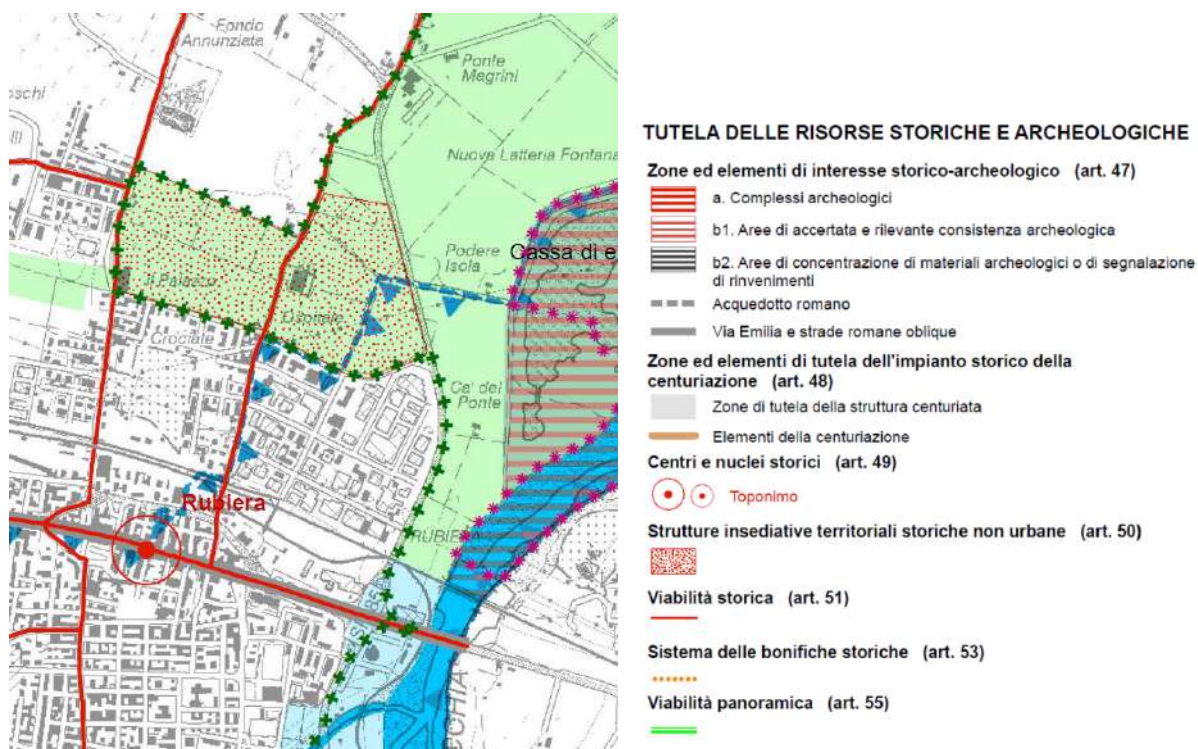 Fondo
Annunziata
Ponte
Magrini
Nuova Latteria Fontana
Podere
Isola
Cassa di e
Il Palazzo
Crociate
Ca' del
Ponte
Rubiera
RUBIE
TUTELA DELLE RISORSE STORICHE E ARCHEOLOGICHE
Zone ed elementi di interesse storico-archeologico (art. 47)
a. Complessi archeologici
b1. Aree di accertata e rilevante consistenza archeologica
b2. Aree di concentrazione di materiali archeologici o di segnalazione
di rinvenimenti
Acquedotto romano
Via Emilia e strade romane oblique
Zone ed elementi di tutela dell'impianto storico della
centuriazione (art. 48)
Zone di tutela della struttura centuriata
Elementi della centuriazione
Centri e nuclei storici (art. 49)
Toponimo
Strutture insediative territoriali storiche non urbane (art. 50)
Viabilità storica (art. 51)
Sistema delle bonifiche storiche (art. 53)
Viabilità panoramica (art. 55)